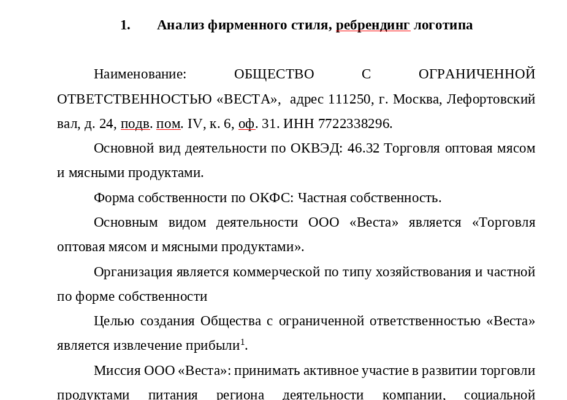 1. Анализ фирменного стиля, ребрендинг логотипа
Наименование: ОБЩЕСТВО С ОГРАНИЧЕННОЙ
ОТВЕТСТВЕННОСТЬЮ «ВЕСТА», адрес 111250, г. Москва, Лефортовский
вал, д. 24, подв. пом. IV, к. 6, оф. 31. ИНН 7722338296.
Основной вид деятельности по ОКВЭД: 46.32 Торговля оптовая мясом
и мясными продуктами.
Форма собственности по ОКФС: Частная собственность.
Основным видом деятельности ООО «Веста» является «Торговля
оптовая мясом и мясными продуктами».
Организация является коммерческой по типу хозяйствования и частной
по форме собственности
Целью создания Общества с ограниченной ответственностью «Веста»
является извлечение прибыли¹.
Миссия ООО «Веста»: принимать активное участие в развитии торговли
продуктами питания региона деятельности компании, социальной